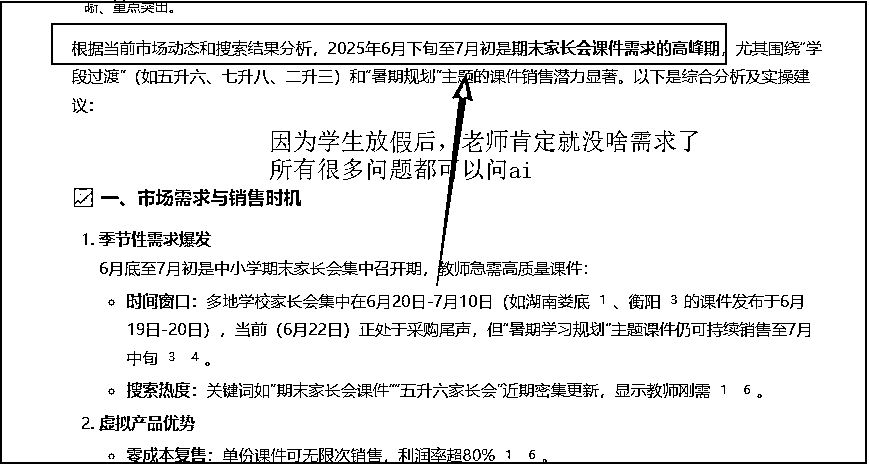 晰、重点突出。
根据当前市场动态和搜索结果分析，2025年6月下旬至7月初是期末家长会课件需求的高峰期，尤其围绕“学
段过渡”（如五升六、七升八、二升三）和“暑期规划”主题的课件销售潜力显著。以下是综合分析及实操建
议：
因为学生放假后，老师肯定就没啥需求了
所有很多问题都可以问ai
一、市场需求与销售时机
1. 季节性需求爆发
6月底至7月初是中小学期末家长会集中召开期，教师急需高质量课件：
时间窗口：多地学校家长会集中在6月20日-7月10日（如湖南娄底 1 、衡阳 3 的课件发布于6月
19日-20日），当前（6月22日）正处于采购尾声，但“暑期学习规划”主题课件仍可持续销售至7月
中旬 3 4 。
搜索热度：关键词如“期末家长会课件”“五升六家长会”近期密集更新，显示教师刚需 1 6 。
2. 虚拟产品优势
零成本复售：单份课件可无限次销售，利润率超80% 1 6 。